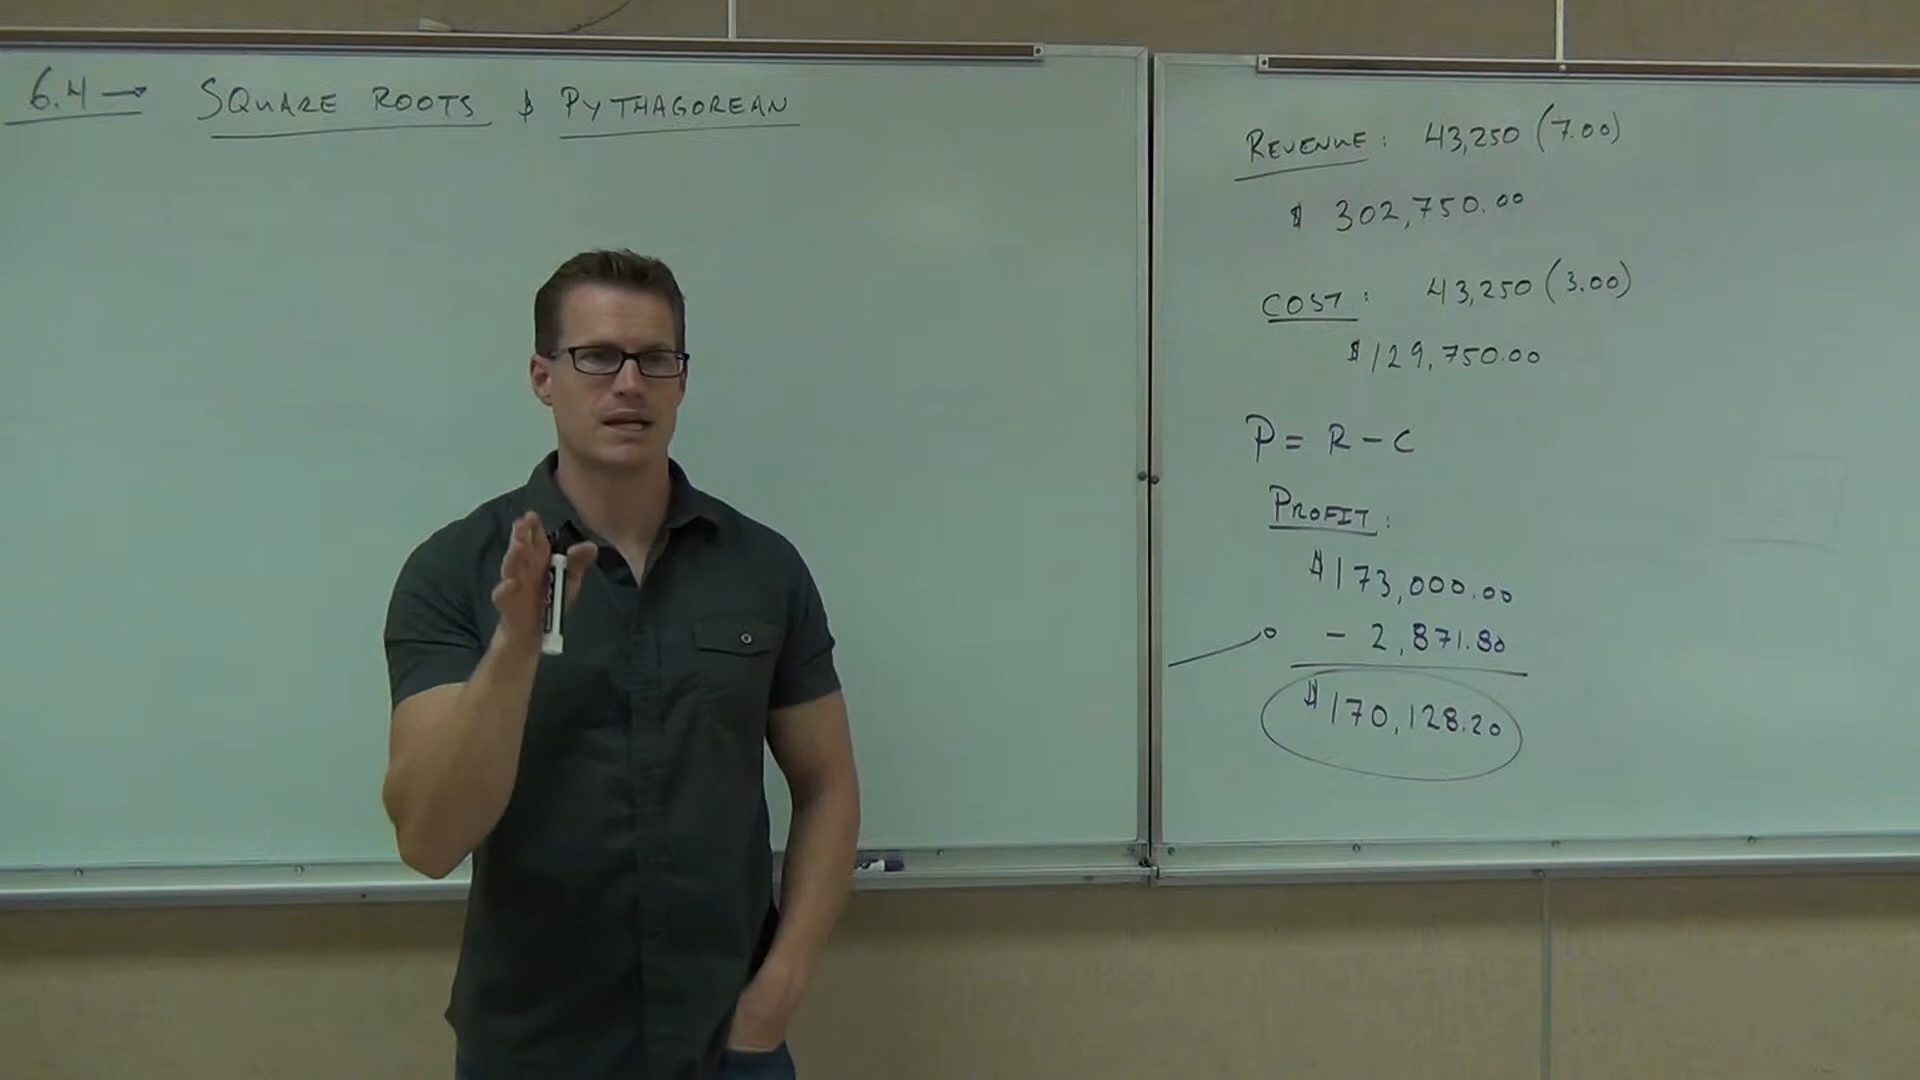 6.4 → SQUARE ROOTS & PYTHAGOREAN
REVENUE: 43,250 (7.00)
$ 302,750.00
COST: 43,250 (3.00)
$129,750.00
P = R - C
PROFIT:
$173,000.00
- 2,871.80
$170,128.20